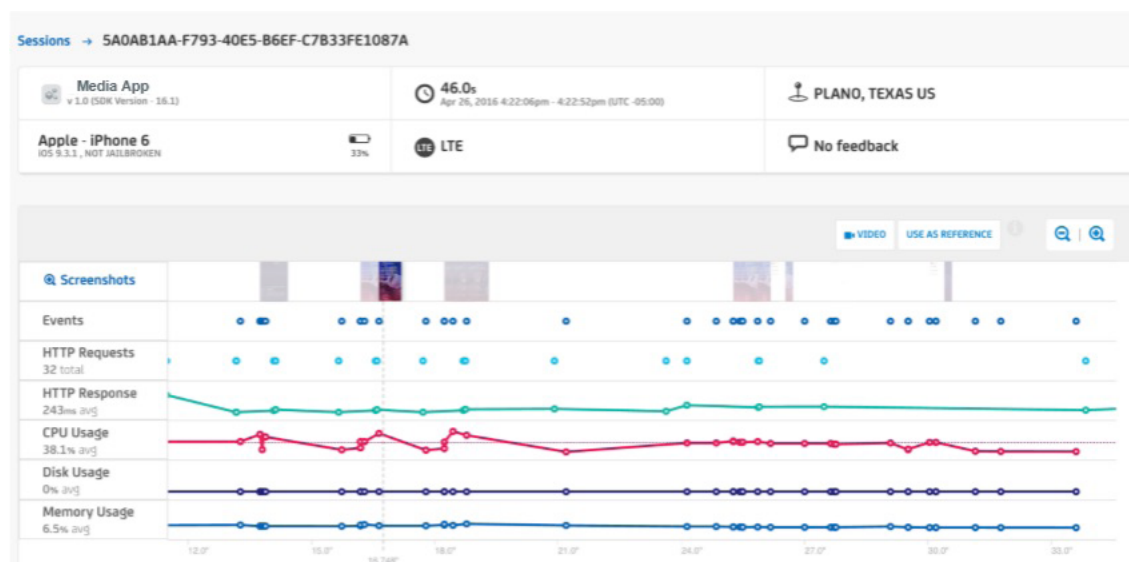 Sessions → 5A0AB1AA-F793-40E5-B6EF-C7B33FE1087A
Media App
v 1.0 (SDK Version - 16.1)
46.0s
Apr 26, 2016 4:22:06pm - 4:22:52pm (UTC -05:00)
PLANO, TEXAS US
Apple - iPhone 6
iOS 9.3.1 , NOT JAILBROKEN
33%
LTE LTE
No feedback
VIDEO USE AS REFERENCE
Screenshots
Events
HTTP Requests
32 total
HTTP Response
243ms avg
CPU Usage
38.1% avg
Disk Usage
0% avg
Memory Usage
6.5% avg
12.0" 15.0" 18.0" 21.0" 24.0" 27.0" 30.0" 33.0"
16.748"